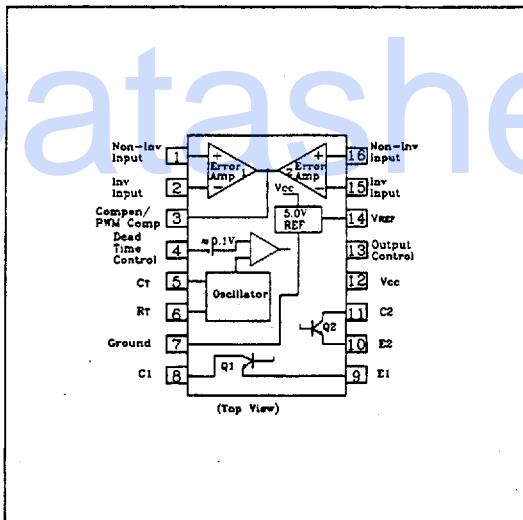 Datasheet
Non-Inv Input
1
+
Error Amp
1
2
Error Amp
+
16
Non-Inv Input
Inv Input
2
−
−
15
Inv Input
Compen/ PWM Comp
3
Vcc
5.0V REF
14
VREF
Dead Time Control
4
≈0.1V
13
Output Control
CT
5
Oscillator
12
Vcc
RT
6
11
C2
Q2
Ground
7
10
E2
C1
8
Q1
9
E1
(Top View)